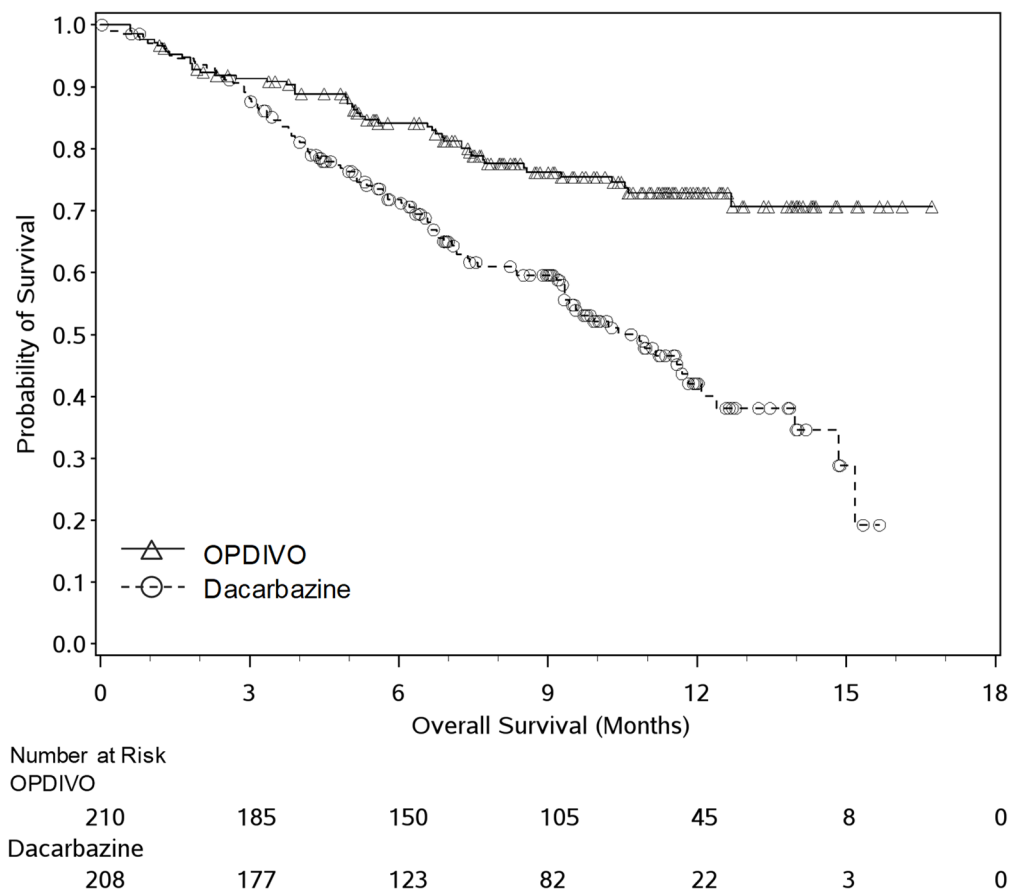 1.0
0.9
0.8
0.7
0.6
0.5
0.4
0.3
0.2
0.1
0.0
Probability of Survival
OPDIVO
Dacarbazine
0 3 6 9 12 15 18
Overall Survival (Months)
Number at Risk
OPDIVO
210 185 150 105 45 8 0
Dacarbazine
208 177 123 82 22 3 0